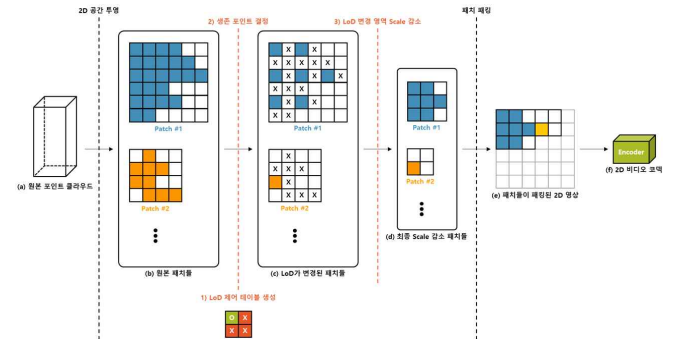 2D 공간 투영
2) 생존 포인트 결정
3) LoD 변경 영역 Scale 감소
패치 패킹
X X
X X X X X
X X X
X X X X X
X X X
X X X X X
Patch #1
Patch #1
Patch #1
Encoder
(a) 원본 포인트 클라우드
X
X X X
X X
X X X
Patch #2
Patch #2
Patch #2
(f) 2D 비디오 코덱
(e) 패치들이 패킹된 2D 영상
(d) 최종 Scale 감소 패치들
(b) 원본 패치들
(c) LoD가 변경된 패치들
1) LoD 제어 테이블 생성
O X
X X